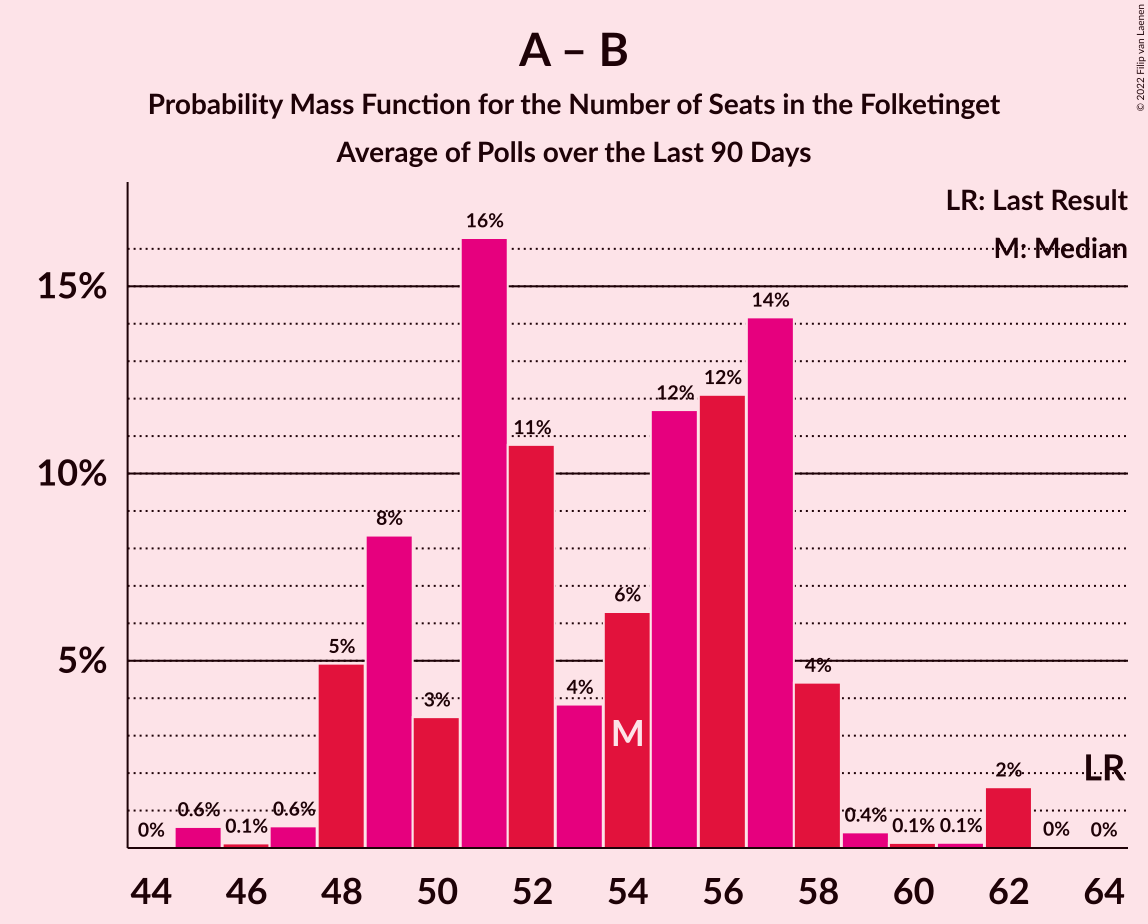 © 2022 Filip van Laenen
A – B
Probability Mass Function for the Number of Seats in the Folketinget
Average of Polls over the Last 90 Days
LR: Last Result
M: Median
15%
10%
5%
0%
0.6%
0.1%
0.6%
5%
8%
3%
16%
11%
4%
6%
12%
12%
14%
4%
0.4%
0.1%
0.1%
2%
0%
0%
M
LR
44 46 48 50 52 54 56 58 60 62 64